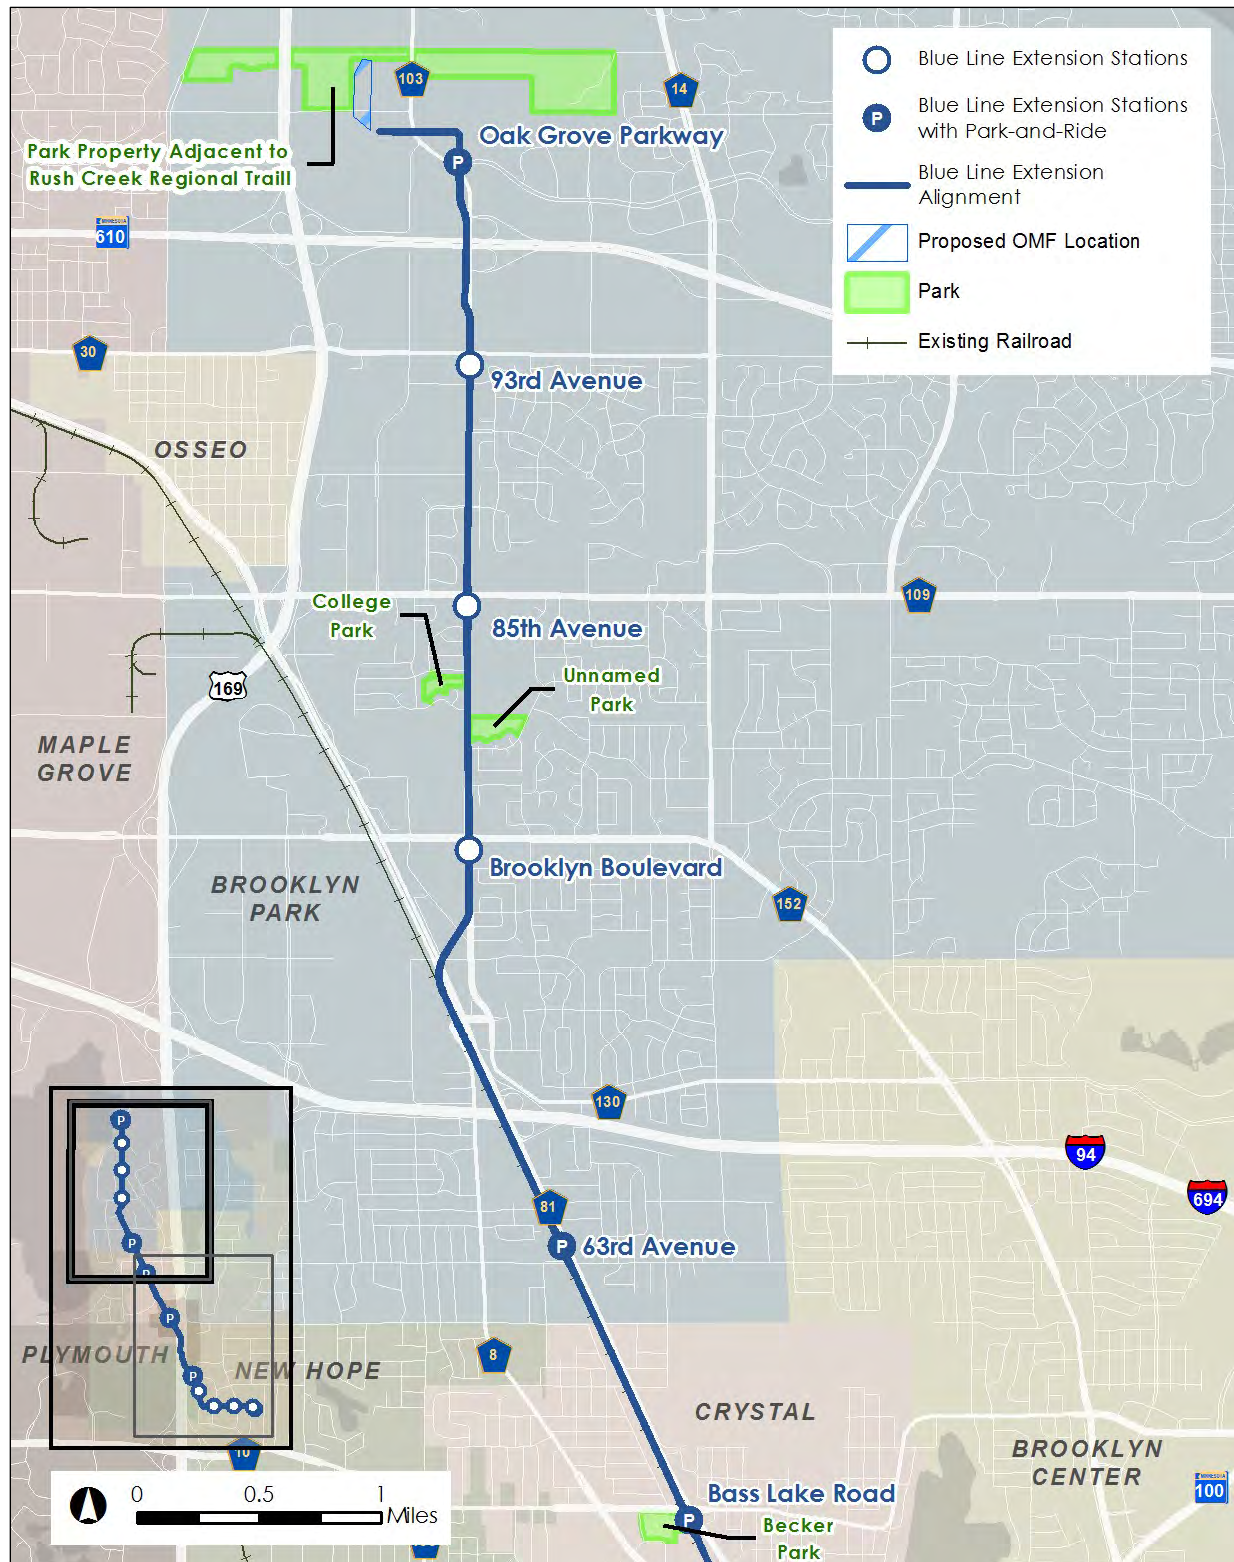 Blue Line Extension Stations
P
Blue Line Extension Stations
with Park-and-Ride
Blue Line Extension
Alignment
Proposed OMF Location
Park
Existing Railroad
103
14
Oak Grove Parkway
P
Park Property Adjacent to
Rush Creek Regional Traill
MINNESOTA
610
30
93rd Avenue
OSSEO
109
College
Park
85th Avenue
Unnamed
Park
169
MAPLE
GROVE
Brooklyn Boulevard
BROOKLYN
PARK
152
130
94
694
81
P
63rd Avenue
P
P
P
P
P
PLYMOUTH
NEW HOPE
8
CRYSTAL
BROOKLYN
CENTER
10
MINNESOTA
100
Bass Lake Road
P
Becker
Park
0
0.5
1
Miles